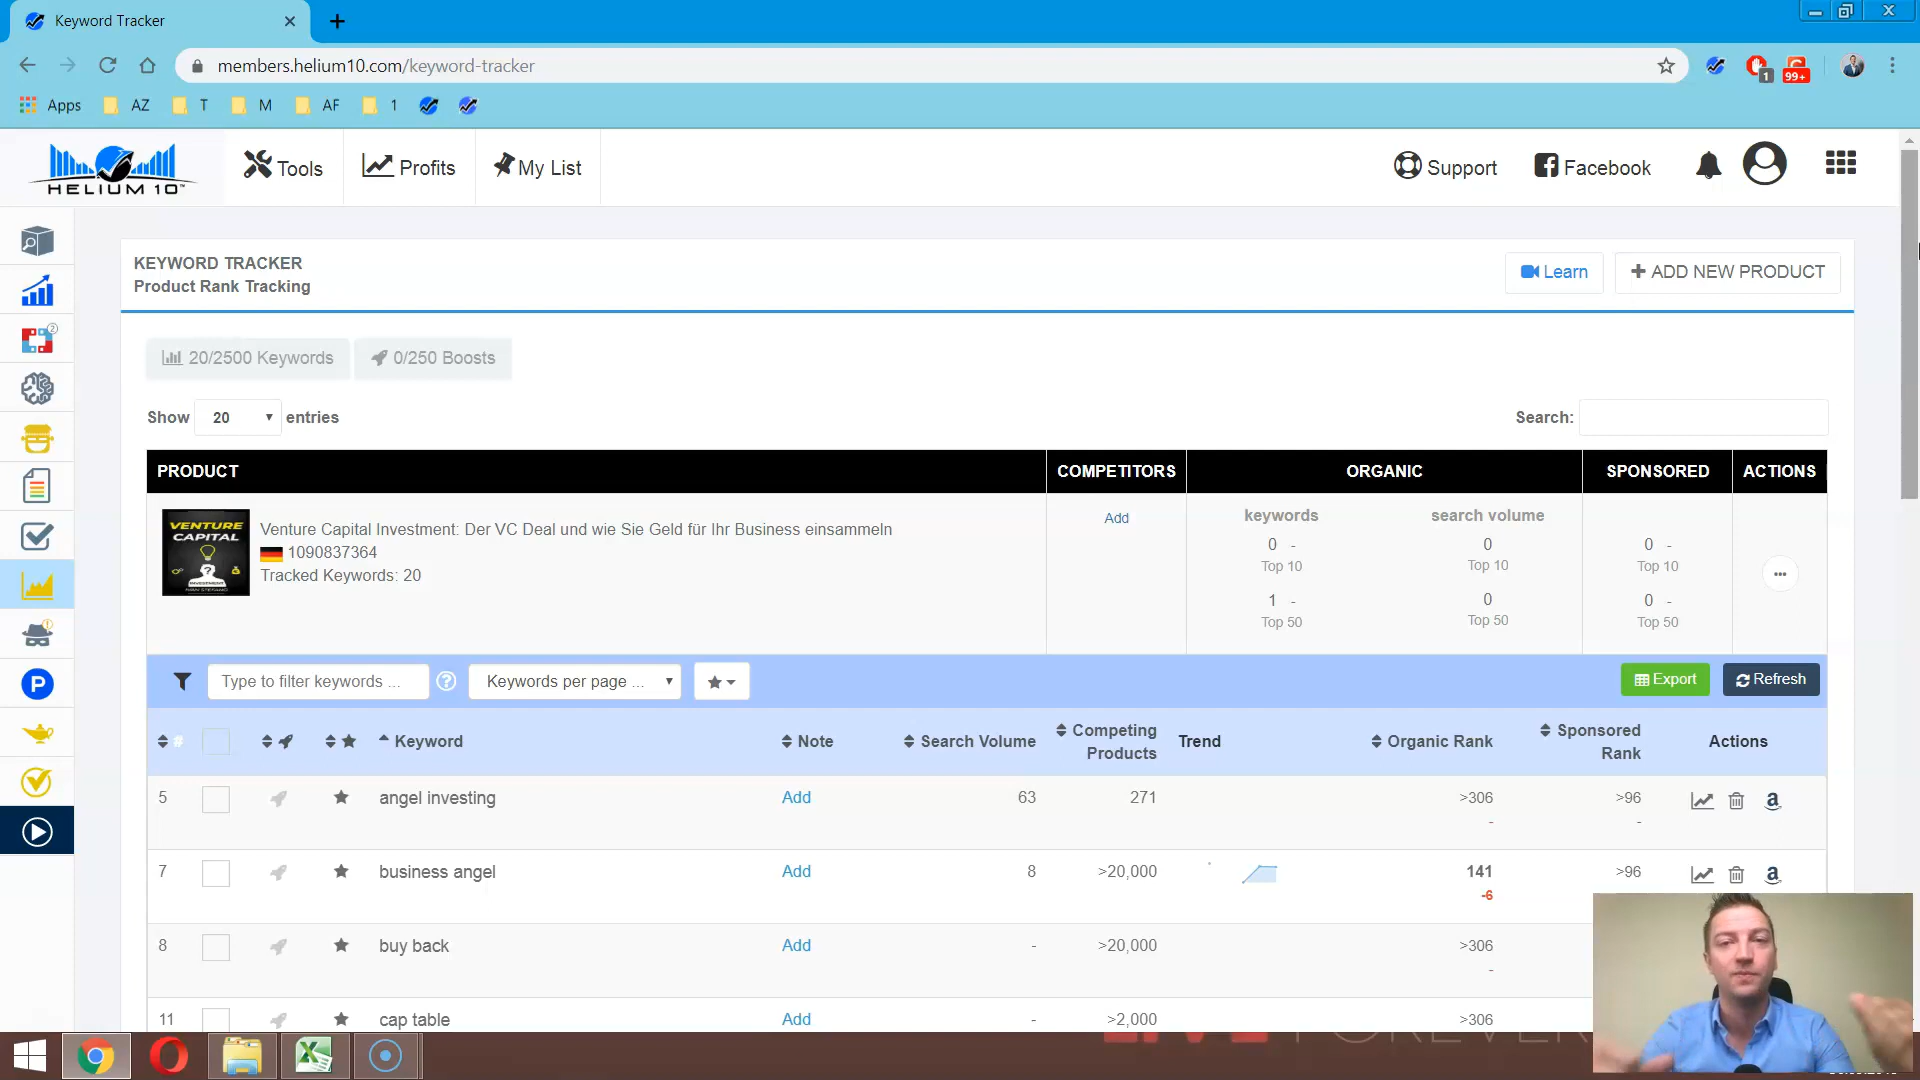 Keyword Tracker
members.helium10.com/keyword-tracker
1
99+
Apps
AZ
T
M
AF
1
HELIUM 10™
Tools
Profits
My List
Support
Facebook
2
KEYWORD TRACKER
Product Rank Tracking
Learn
ADD NEW PRODUCT
20/2500 Keywords
0/250 Boosts
Show 20 entries
Search:
PRODUCT COMPETITORS ORGANIC SPONSORED ACTIONS
VENTURE
CAPITAL
INVESTMENT
Venture Capital Investment: Der VC Deal und wie Sie Geld für Ihr Business einsammeln
1090837364
Tracked Keywords: 20
Add
keywords search volume
0 - 0 0 -
Top 10 Top 10 Top 10
1 - 0 0 -
Top 50 Top 50 Top 50
P
Type to filter keywords ...
?
Keywords per page ...
Export
Refresh
# Keyword Note Search Volume Competing Products Trend Organic Rank Sponsored Rank Actions
5 angel investing Add 63 271 >306 >96
- -
7 business angel Add 8 >20,000 141 >96
-6
8 buy back Add - >20,000 >306
-
11 cap table Add - >2,000 >306